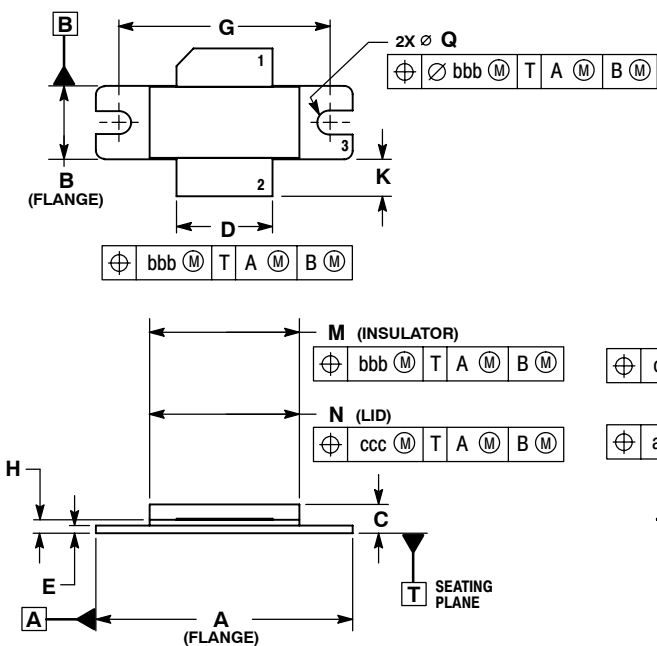 B
G
2X ⌀ Q
⌖ ⌀ bbb Ⓜ T A Ⓜ B Ⓜ
1
3
B
(FLANGE)
K
2
D
⌖ bbb Ⓜ T A Ⓜ B Ⓜ
M (INSULATOR)
⌖ bbb Ⓜ T A Ⓜ B Ⓜ
⌖
N (LID)
⌖ ccc Ⓜ T A Ⓜ B Ⓜ
⌖ a
H
C
E
T SEATING
PLANE
A
A
(FLANGE)